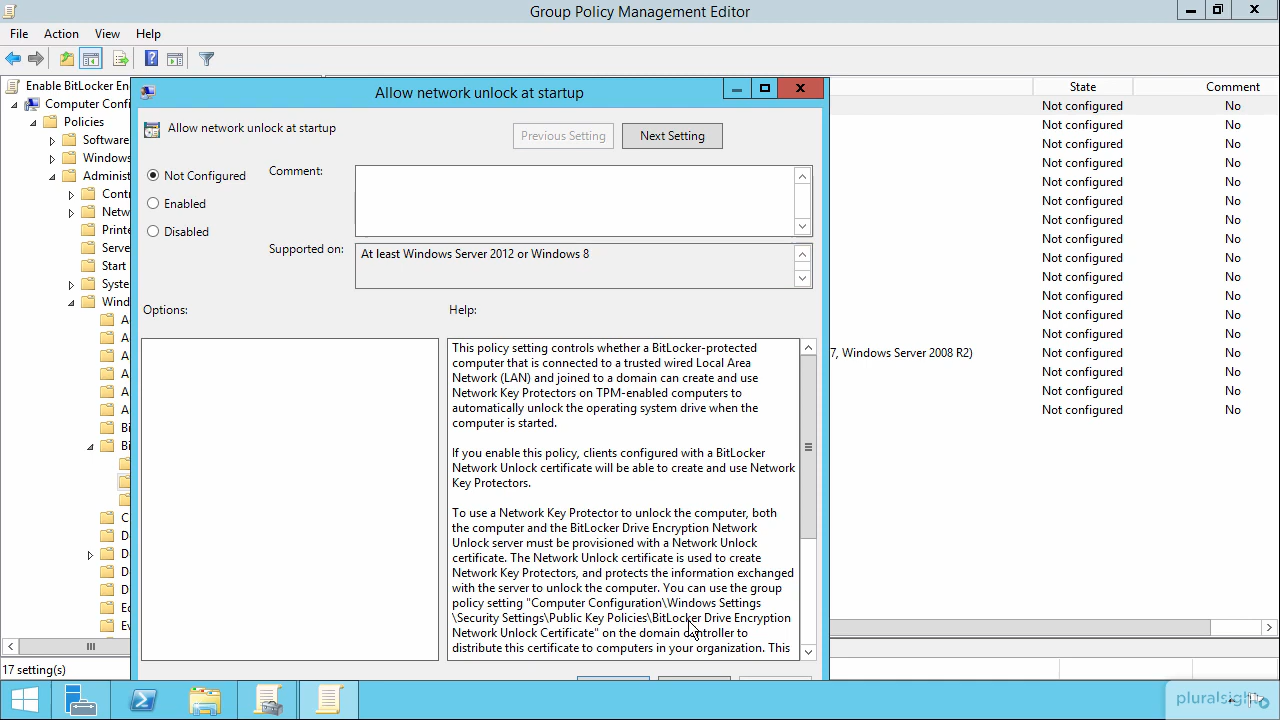 Group Policy Management Editor
File Action View Help
Enable BitLocker En
Computer Confi
Policies
Software
Windows
Administ
Contr
Netw
Printe
Server
Start
Syste
Wind
A
A
A
A
A
A
Bi
Bi
C
D
D
D
D
Ed
Ev
17 setting(s)
Allow network unlock at startup
Allow network unlock at startup
Previous Setting
Next Setting
Not Configured
Enabled
Disabled
Comment:
Supported on:
At least Windows Server 2012 or Windows 8
Options:
Help:
This policy setting controls whether a BitLocker-protected
computer that is connected to a trusted wired Local Area
Network (LAN) and joined to a domain can create and use
Network Key Protectors on TPM-enabled computers to
automatically unlock the operating system drive when the
computer is started.
If you enable this policy, clients configured with a BitLocker
Network Unlock certificate will be able to create and use Network
Key Protectors.
To use a Network Key Protector to unlock the computer, both
the computer and the BitLocker Drive Encryption Network
Unlock server must be provisioned with a Network Unlock
certificate. The Network Unlock certificate is used to create
Network Key Protectors, and protects the information exchanged
with the server to unlock the computer. You can use the group
policy setting "Computer Configuration\Windows Settings
\Security Settings\Public Key Policies\BitLocker Drive Encryption
Network Unlock Certificate" on the domain controller to
distribute this certificate to computers in your organization. This
State Comment
Not configured No
Not configured No
Not configured No
Not configured No
Not configured No
Not configured No
Not configured No
Not configured No
Not configured No
Not configured No
Not configured No
Not configured No
Not configured No
7, Windows Server 2008 R2) Not configured No
Not configured No
Not configured No
Not configured No
pluralsight